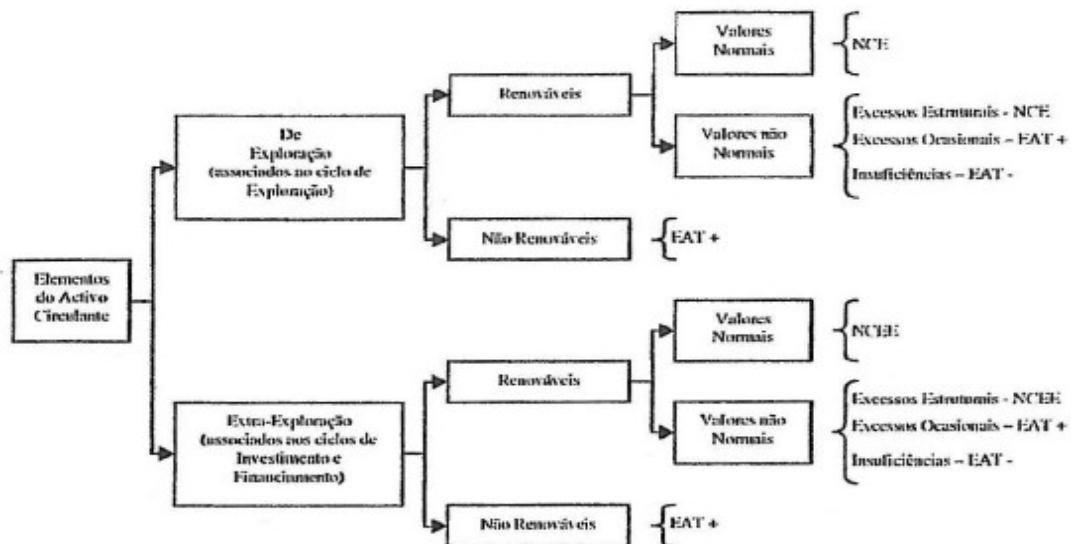 Elementos
do Activo
Circulante
De
Exploração
(associados ao ciclo de
Exploração)
Renováveis
Valores
Normais
NCE
Valores não
Normais
Excessos Estruturais - NCE
Excessos Ocasionais – EAT +
Insuficiências – EAT -
Não Renováveis
EAT +
Extra-Exploração
(associados aos ciclos de
Investimento e
Financiamento)
Renováveis
Valores
Normais
NCEE
Valores não
Normais
Excessos Estruturais - NCEE
Excessos Ocasionais – EAT +
Insuficiências – EAT -
Não Renováveis
EAT +